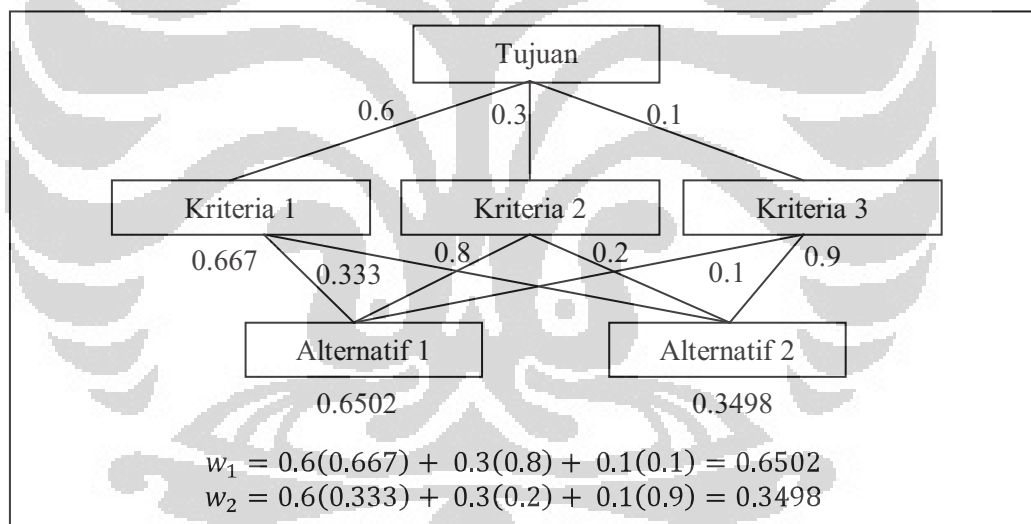 Tujuan
0.6 0.3 0.1
Kriteria 1 Kriteria 2 Kriteria 3
0.667 0.333 0.8 0.2 0.1 0.9
Alternatif 1 Alternatif 2
0.6502 0.3498
w₁ = 0.6(0.667) + 0.3(0.8) + 0.1(0.1) = 0.6502
w₂ = 0.6(0.333) + 0.3(0.2) + 0.1(0.9) = 0.3498